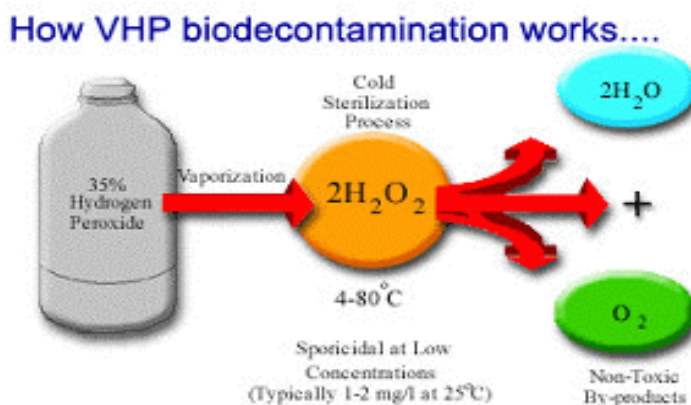 How VHP biodecontamination works....
35%
Hydrogen
Peroxide
Vaporization
Cold
Sterilization
Process
2H₂O₂
4-80°C
Sporicidal at Low
Concentrations
(Typically 1-2 mg/l at 25°C)
2H₂O
+
O₂
Non-Toxic
By-products